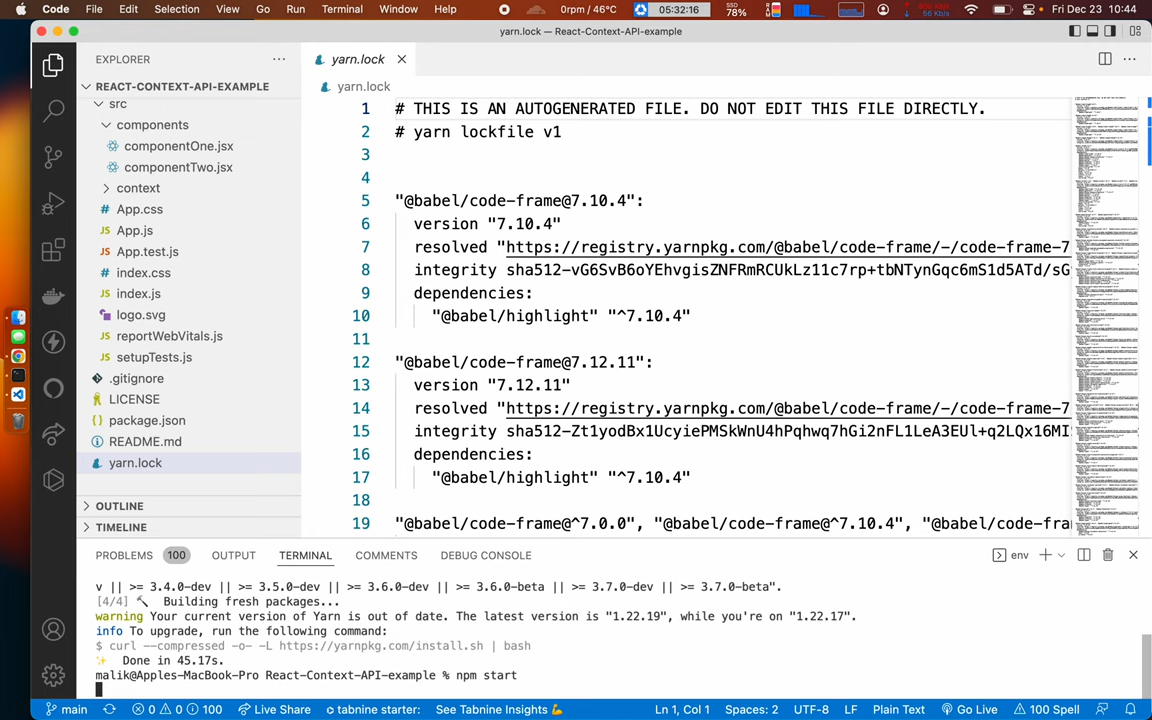 Code File Edit Selection View Go Run Terminal Window Help 0rpm / 46°C 05:32:16 SSD 78% Fri Dec 23 10:44
yarn.lock — React-Context-API-example
EXPLORER
REACT-CONTEXT-API-EXAMPLE
src
components
componentOne.jsx
componentTwo.jsx
context
App.css
App.js
App.test.js
index.css
index.js
logo.svg
reportWebVitals.js
setupTests.js
.gitignore
LICENSE
package.json
README.md
yarn.lock
OUTLINE
TIMELINE
yarn.lock
yarn.lock
1 # THIS IS AN AUTOGENERATED FILE. DO NOT EDIT THIS FILE DIRECTLY.
2 # yarn lockfile v1
3
4
5 "@babel/code-frame@7.10.4":
6 version "7.10.4"
7 resolved "https://registry.yarnpkg.com/@babel/code-frame/-/code-frame-7
8 integrity sha512-vG6SvB6oYEhvgisZNFRmRCUkLz11c7rp+tbNTynGqc6mS1d5ATd/sG
9 dependencies:
10 "@babel/highlight" "^7.10.4"
11
12 "@babel/code-frame@7.12.11":
13 version "7.12.11"
14 resolved "https://registry.yarnpkg.com/@babel/code-frame/-/code-frame-7
15
16 dependencies:
17 "@babel/highlight" "^7.10.4"
18
19 "@babel/code-frame@^7.0.0", "@babel/code-frame@^7.10.4", "@babel/code-fra
PROBLEMS 100 OUTPUT TERMINAL COMMENTS DEBUG CONSOLE env
v || >= 3.4.0-dev || >= 3.5.0-dev || >= 3.6.0-dev || >= 3.6.0-beta || >= 3.7.0-dev || >= 3.7.0-beta".
[4/4] 🔨 Building fresh packages...
warning Your current version of Yarn is out of date. The latest version is "1.22.19", while you're on "1.22.17".
info To upgrade, run the following command:
$ curl --compressed -o- -L https://yarnpkg.com/install.sh | bash
✨ Done in 45.17s.
malik@Apples-MacBook-Pro React-Context-API-example % npm start
main 0 0 100 Live Share tabnine starter: See Tabnine Insights 💪 Ln 1, Col 1 Spaces: 2 UTF-8 LF Plain Text Go Live 100 Spell